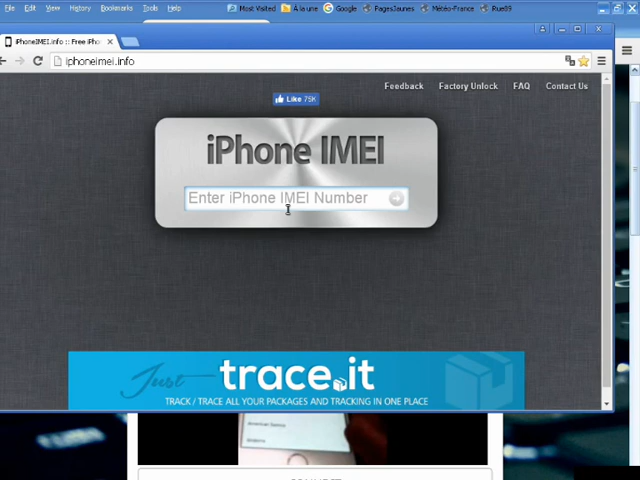 File Edit View History Bookmarks Tools Help
Most Visited À la une Google PagesJaunes Météo-France Rue89
iPhoneIMEI.info :: Free iPho
iphoneimei.info
Feedback Factory Unlock FAQ Contact Us
Like 75K
iPhone IMEI
Enter iPhone IMEI Number
Just trace.it
TRACK / TRACE ALL YOUR PACKAGES AND TRACKING IN ONE PLACE